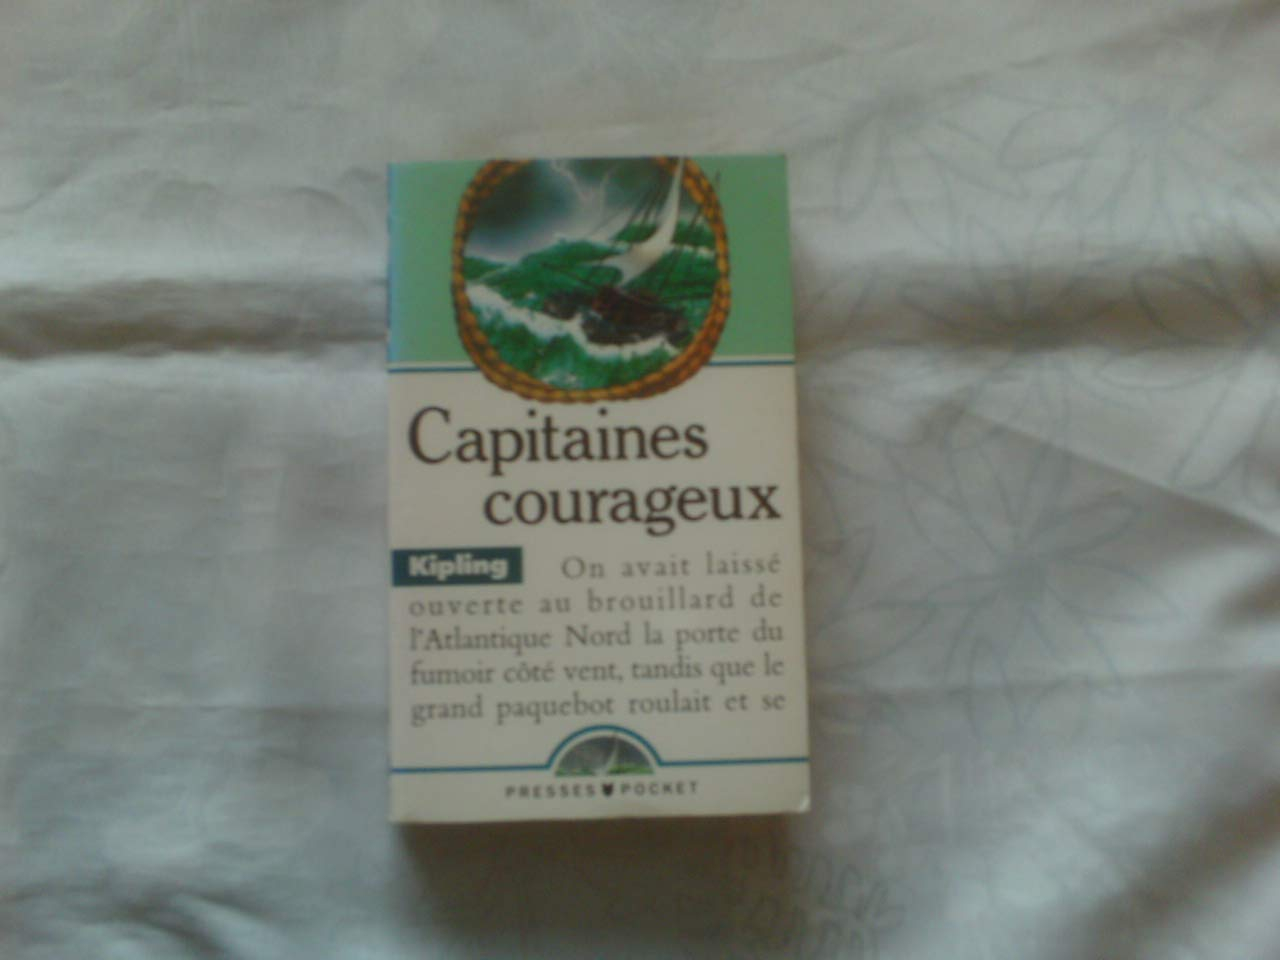 Capitaines
courageux
Kipling On avait laissé
ouverte au brouillard de
l'Atlantique Nord la porte du
fumoir côté vent, tandis que le
grand paquebot roulait et se
PRESSES POCKET